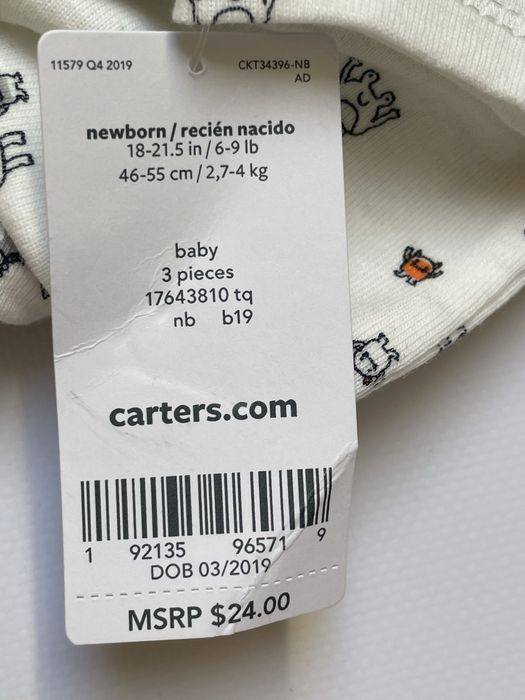 11579 Q4 2019 CKT34396-NB
AD
newborn / recién nacido
18-21.5 in / 6-9 lb
46-55 cm / 2,7-4 kg
baby
3 pieces
17643810 tq
nb b19
carters.com
1 92135 96571 9
DOB 03/2019
MSRP $24.00